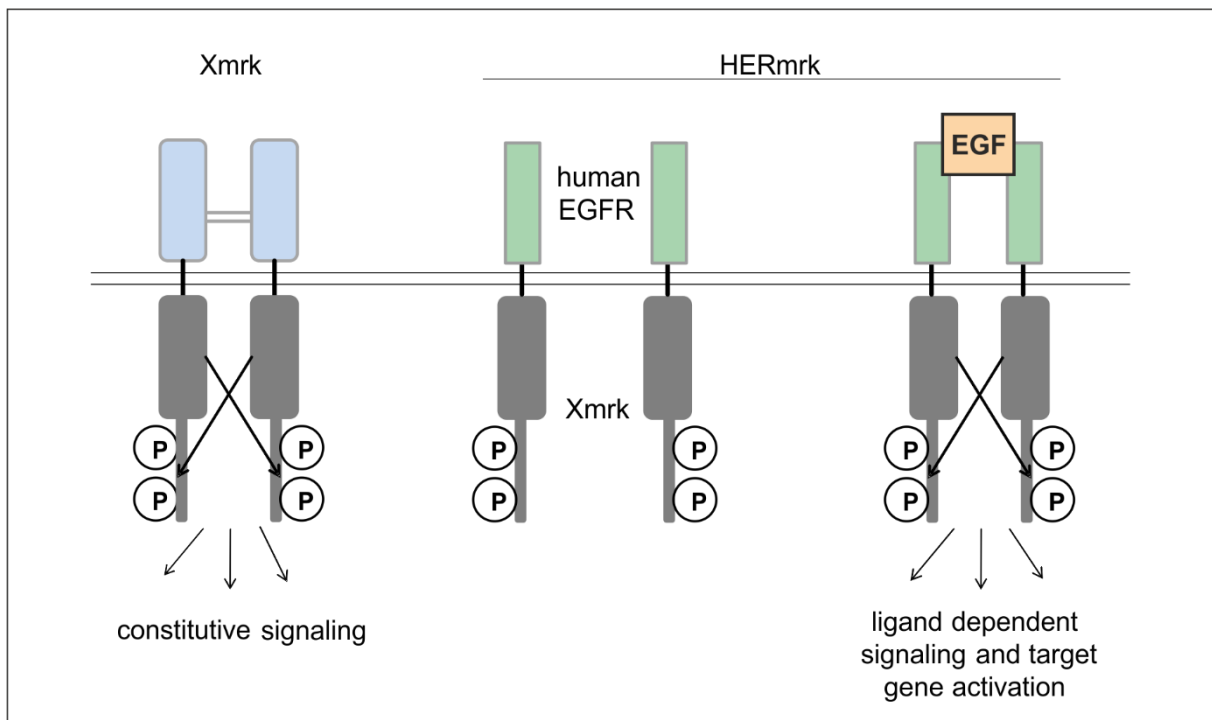 Xmrk
HERmrk
human
EGFR
EGF
Xmrk
P
P
P
P
P
P
P
P
P
P
P
P
constitutive signaling
ligand dependent
signaling and target
gene activation